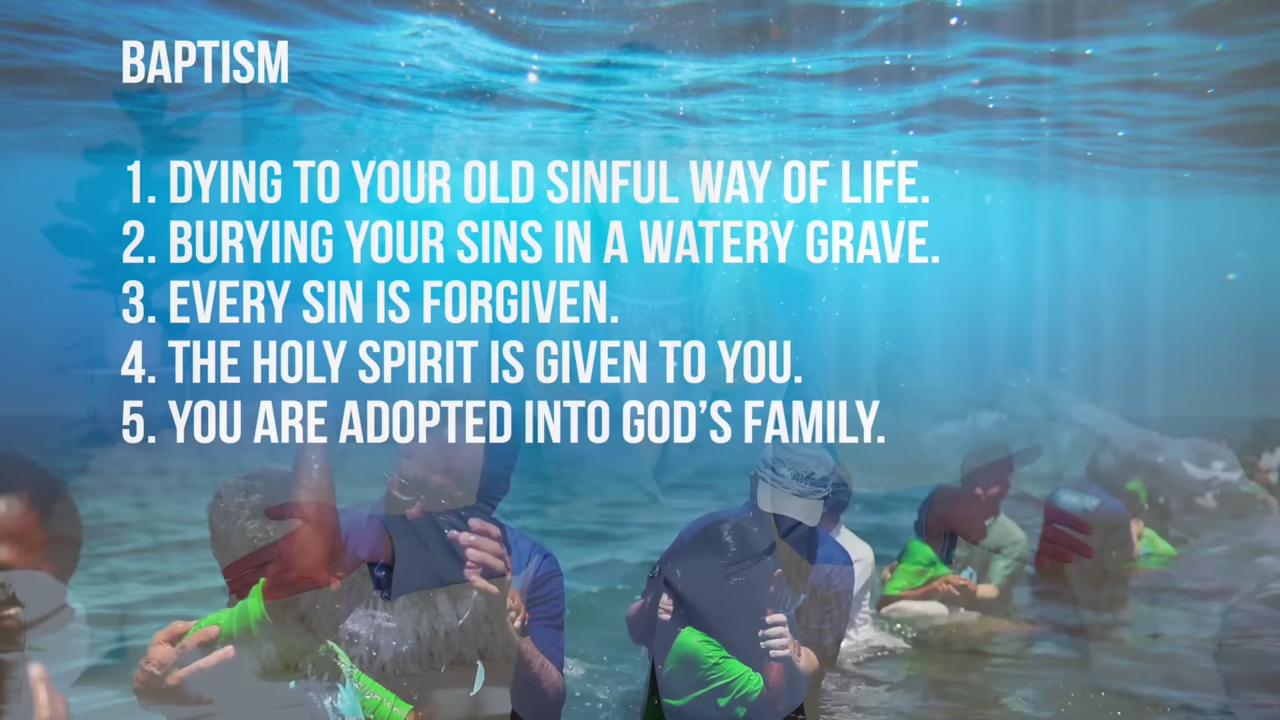 BAPTISM
1. DYING TO YOUR OLD SINFUL WAY OF LIFE.
2. BURYING YOUR SINS IN A WATERY GRAVE.
3. EVERY SIN IS FORGIVEN.
4. THE HOLY SPIRIT IS GIVEN TO YOU.
5. YOU ARE ADOPTED INTO GOD’S FAMILY.